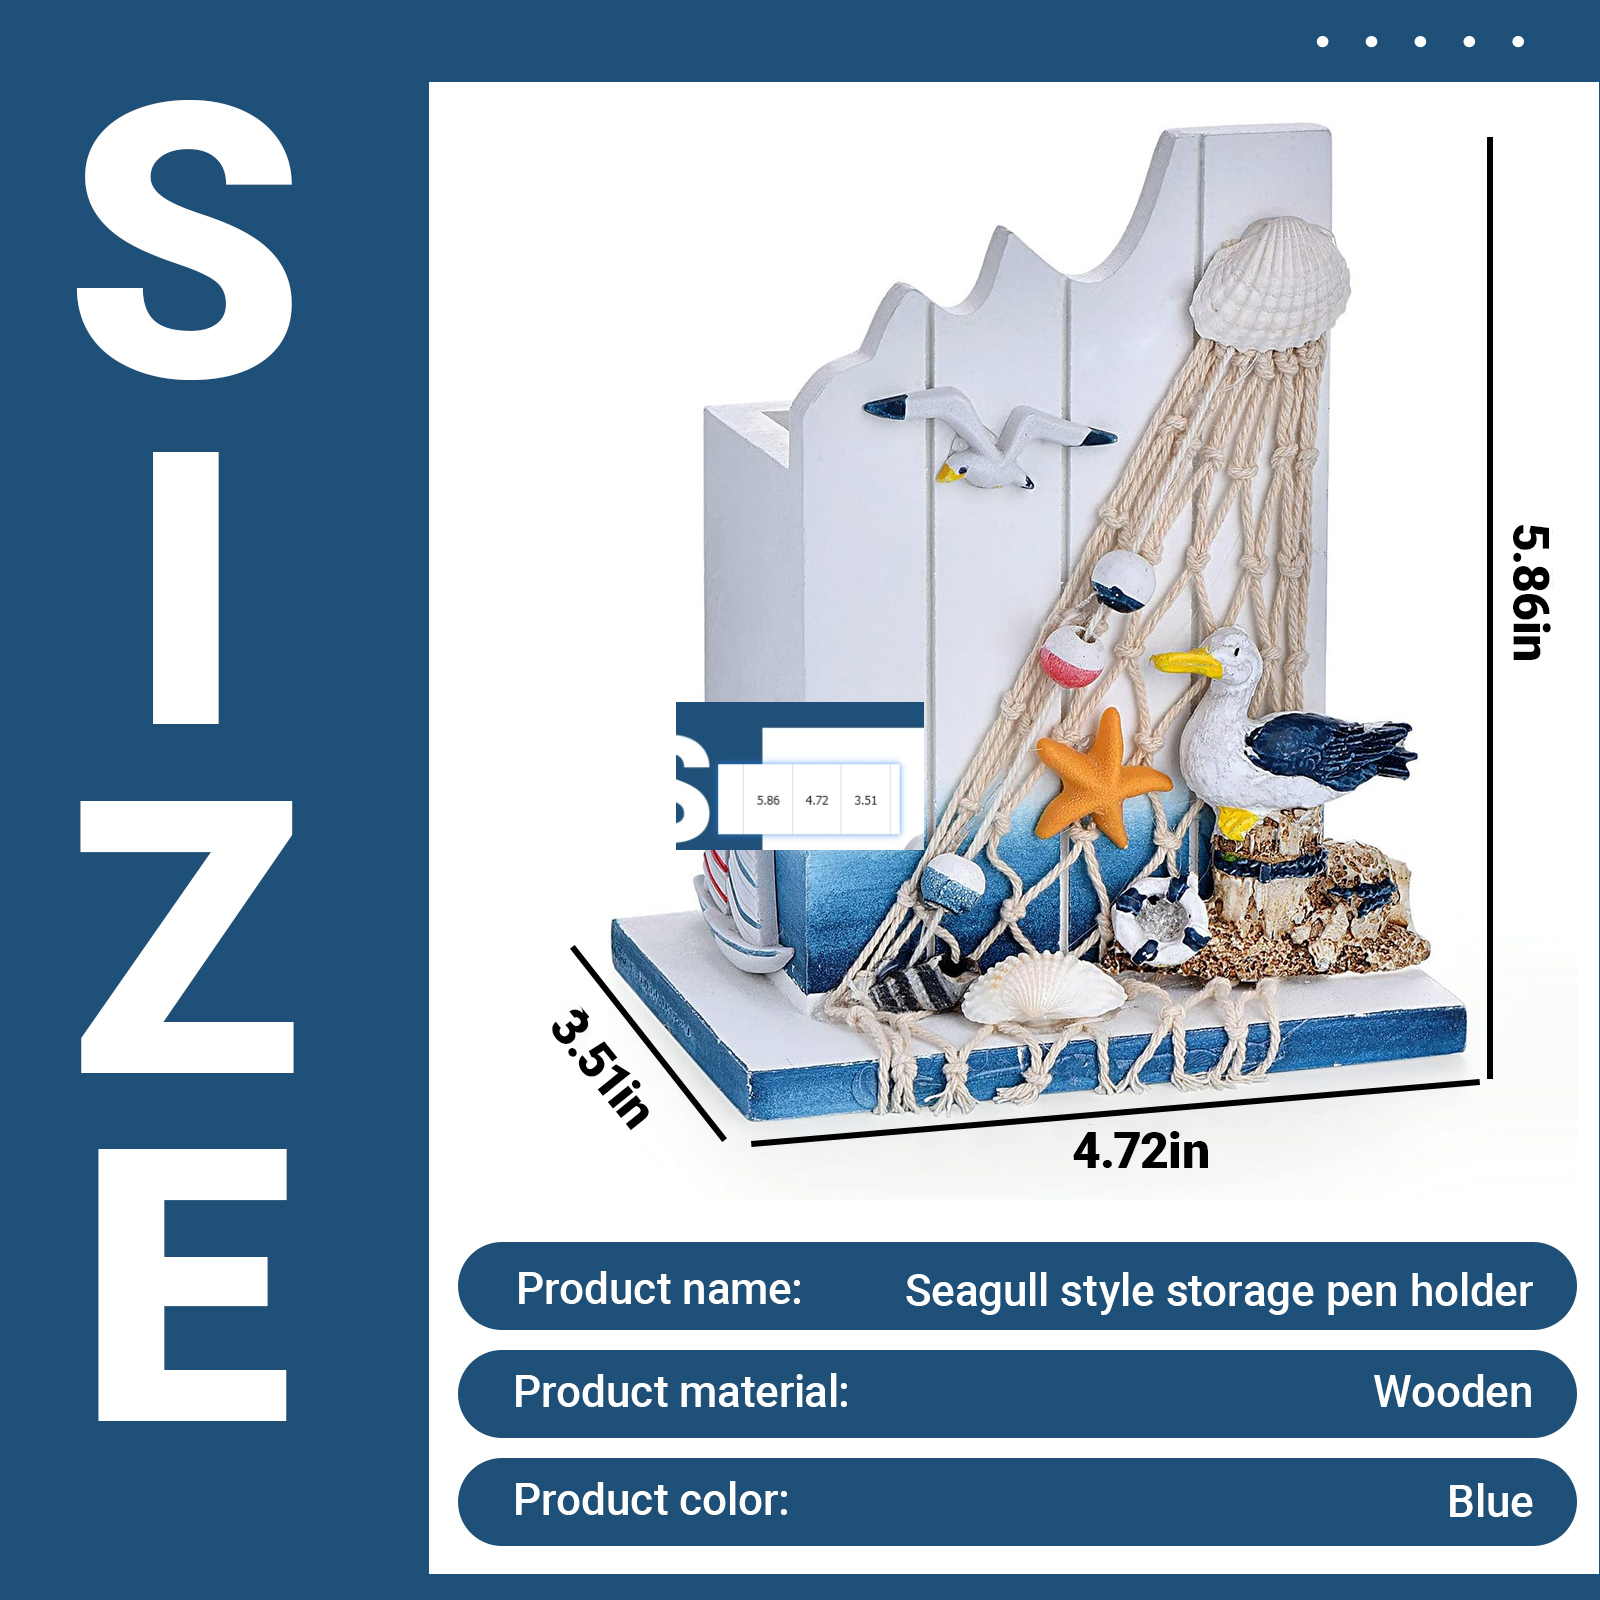 SIZE
5.86in
S
5.86 4.72 3.51
3.51in
4.72in
Product name: Seagull style storage pen holder
Product material: Wooden
Product color: Blue